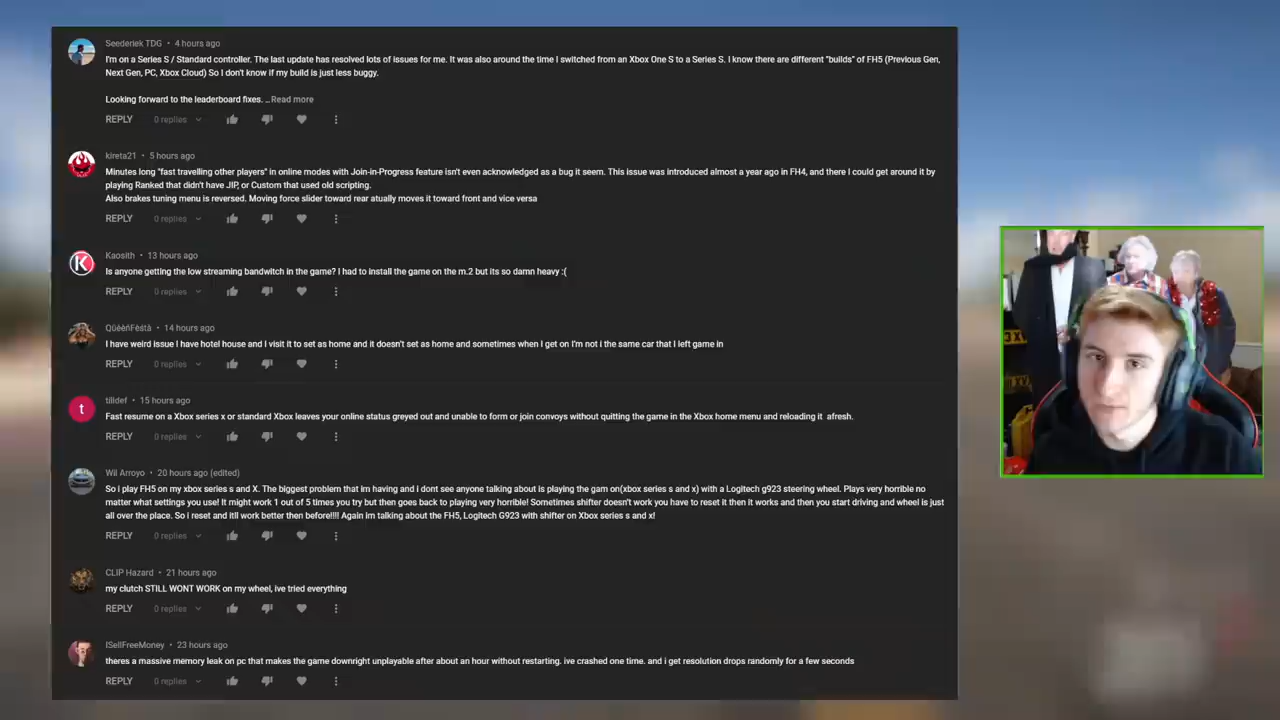 Seederiek TDG • 4 hours ago
I'm on a Series S / Standard controller. The last update has resolved lots of issues for me. It was also around the time I switched from an Xbox One S to a Series S. I know there are different "builds" of FH5 (Previous Gen,
Next Gen, PC, Xbox Cloud) So I don't know if my build is just less buggy.
Looking forward to the leaderboard fixes. ... Read more
REPLY 0 replies
kireta21 • 5 hours ago
Minutes long "fast travelling other players" in online modes with Join-in-Progress feature isn't even acknowledged as a bug it seem. This issue was introduced almost a year ago in FH4, and there I could get around it by
playing Ranked that didn't have JIP, or Custom that used old scripting.
Also brakes tuning menu is reversed. Moving force slider toward rear atually moves it toward front and vice versa
REPLY 0 replies
K
Kaosith • 13 hours ago
Is anyone getting the low streaming bandwitch in the game? I had to install the game on the m.2 but its so damn heavy :(
REPLY 0 replies
QüèèñFèstà • 14 hours ago
I have weird issue I have hotel house and I visit it to set as home and it doesn't set as home and sometimes when I get on I'm not i the same car that I left game in
REPLY 0 replies
t
tilidef • 15 hours ago
Fast resume on a Xbox series x or standard Xbox leaves your online status greyed out and unable to form or join convoys without quitting the game in the Xbox home menu and reloading it afresh.
REPLY 0 replies
Wil Arroyo • 20 hours ago (edited)
So i play FH5 on my xbox series s and X. The biggest problem that im having and i dont see anyone talking about is playing the gam on(xbox series s and x) with a Logitech g923 steering wheel. Plays very horrible no
matter what settings you use! It might work 1 out of 5 times you try but then goes back to playing very horrible! Sometimes shifter doesn't work you have to reset it then it works and then you start driving and wheel is just
all over the place. So i reset and itll work better then before!!!! Again im talking about the FH5, Logitech G923 with shifter on Xbox series s and x!
REPLY 0 replies
CLIP Hazard • 21 hours ago
my clutch STILL WONT WORK on my wheel, ive tried everything
REPLY 0 replies
ISellFreeMoney • 23 hours ago
theres a massive memory leak on pc that makes the game downright unplayable after about an hour without restarting. ive crashed one time. and i get resolution drops randomly for a few seconds
REPLY 0 replies